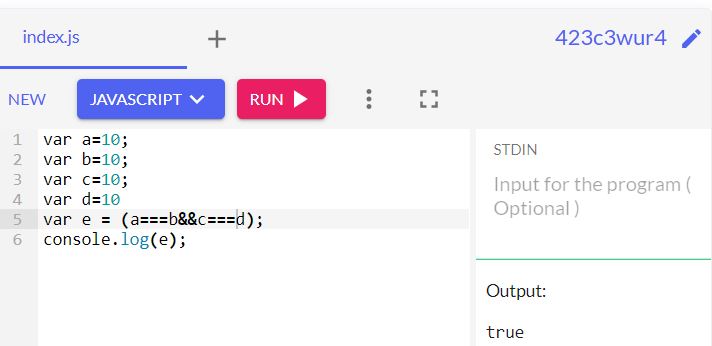 index.js
+
423c3wur4
NEW
JAVASCRIPT
RUN
1 var a=10;
2 var b=10;
3 var c=10;
4 var d=10
5 var e = (a===b&&c===d);
6 console.log(e);
STDIN
Input for the program (
Optional )
Output:
true